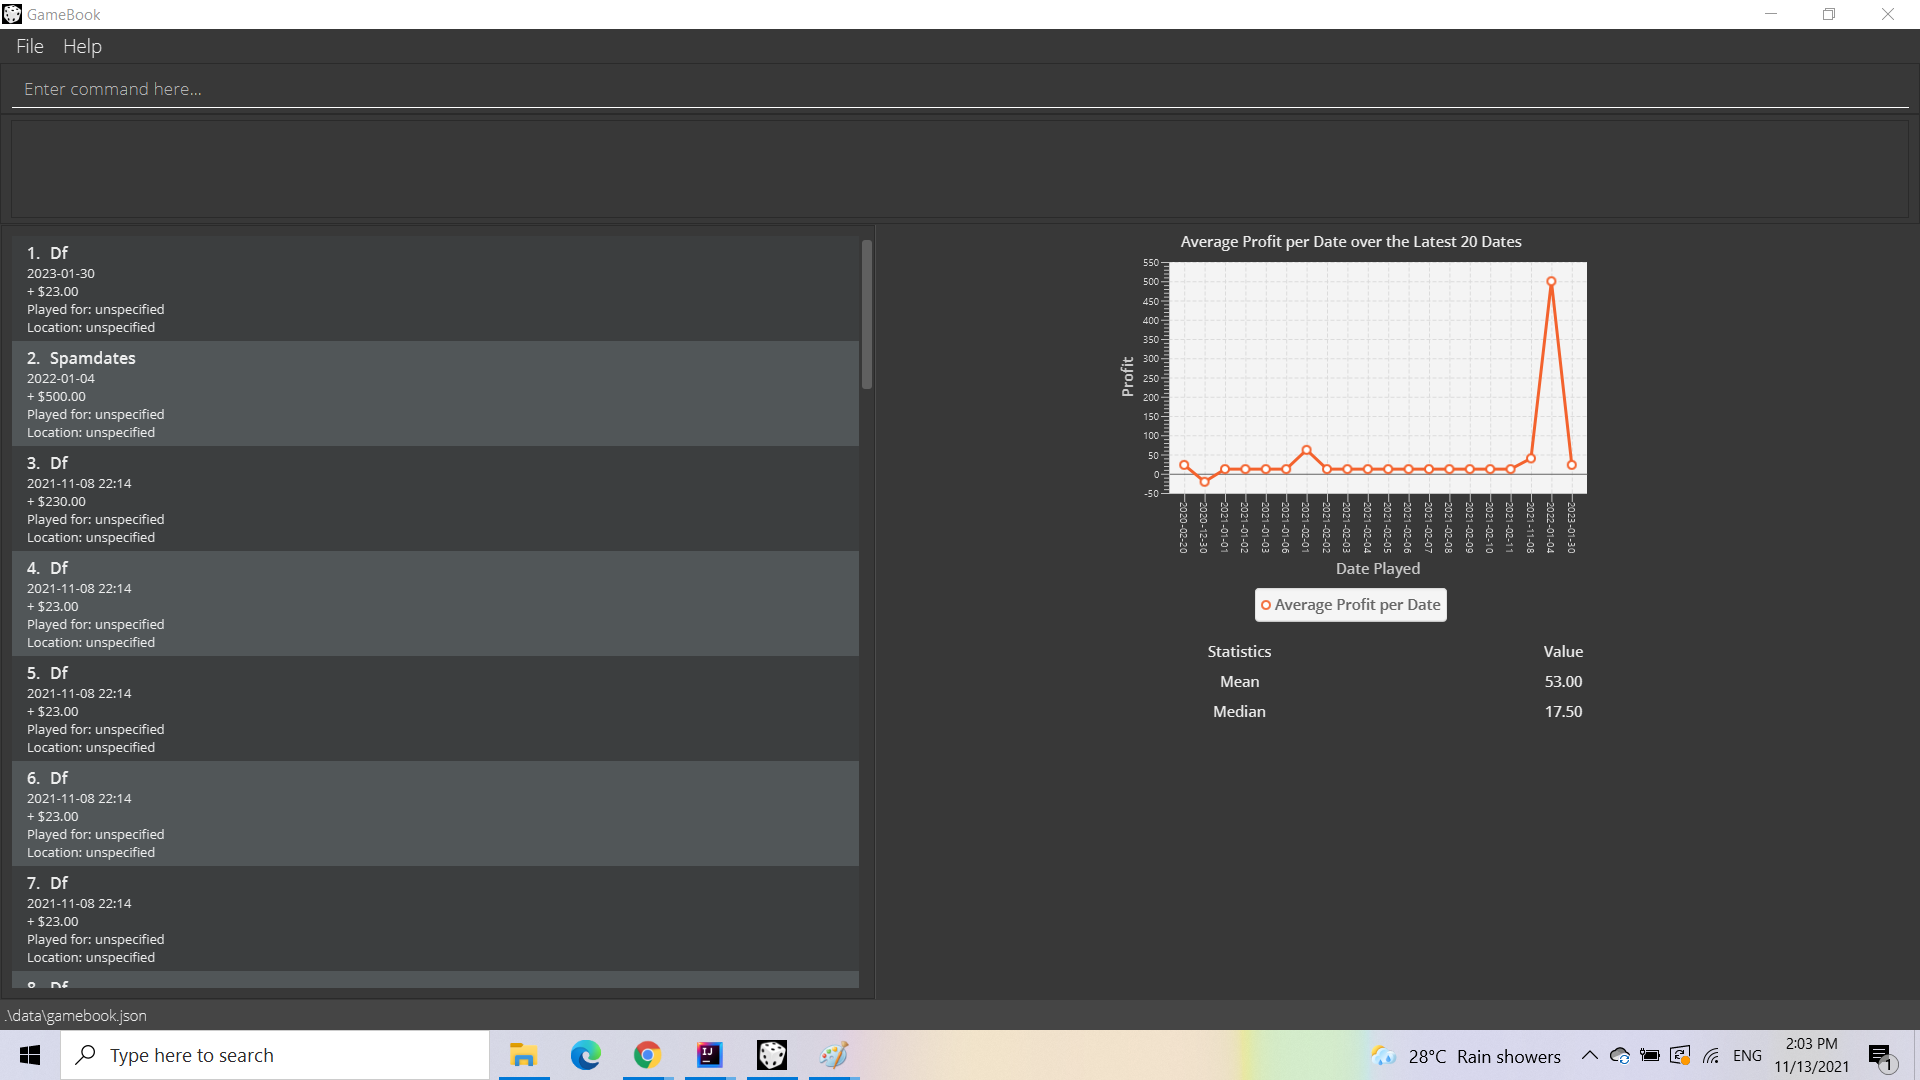 GameBook
File Help
Enter command here...
1. Df
2023-01-30
+ $23.00
Played for: unspecified
Location: unspecified
2. Spamdates
2022-01-04
+ $500.00
Played for: unspecified
Location: unspecified
3. Df
2021-11-08 22:14
+ $230.00
Played for: unspecified
Location: unspecified
4. Df
2021-11-08 22:14
+ $23.00
Played for: unspecified
Location: unspecified
5. Df
2021-11-08 22:14
+ $23.00
Played for: unspecified
Location: unspecified
6. Df
2021-11-08 22:14
+ $23.00
Played for: unspecified
Location: unspecified
7. Df
2021-11-08 22:14
+ $23.00
Played for: unspecified
Location: unspecified
8. Df
Average Profit per Date over the Latest 20 Dates
550
500
450
400
350
300
250
200
150
100
50
0
-50
Profit
2020-02-20
2020-12-30
2021-01-01
2021-01-02
2021-01-03
2021-01-06
2021-02-01
2021-02-02
2021-02-03
2021-02-04
2021-02-05
2021-02-06
2021-02-07
2021-02-08
2021-02-09
2021-02-10
2021-02-11
2021-11-08
2022-01-04
2023-01-30
Date Played
Average Profit per Date
Statistics Value
Mean 53.00
Median 17.50
.\data\gamebook.json
Type here to search
IJ
28°C Rain showers
ENG
2:03 PM
11/13/2021
1